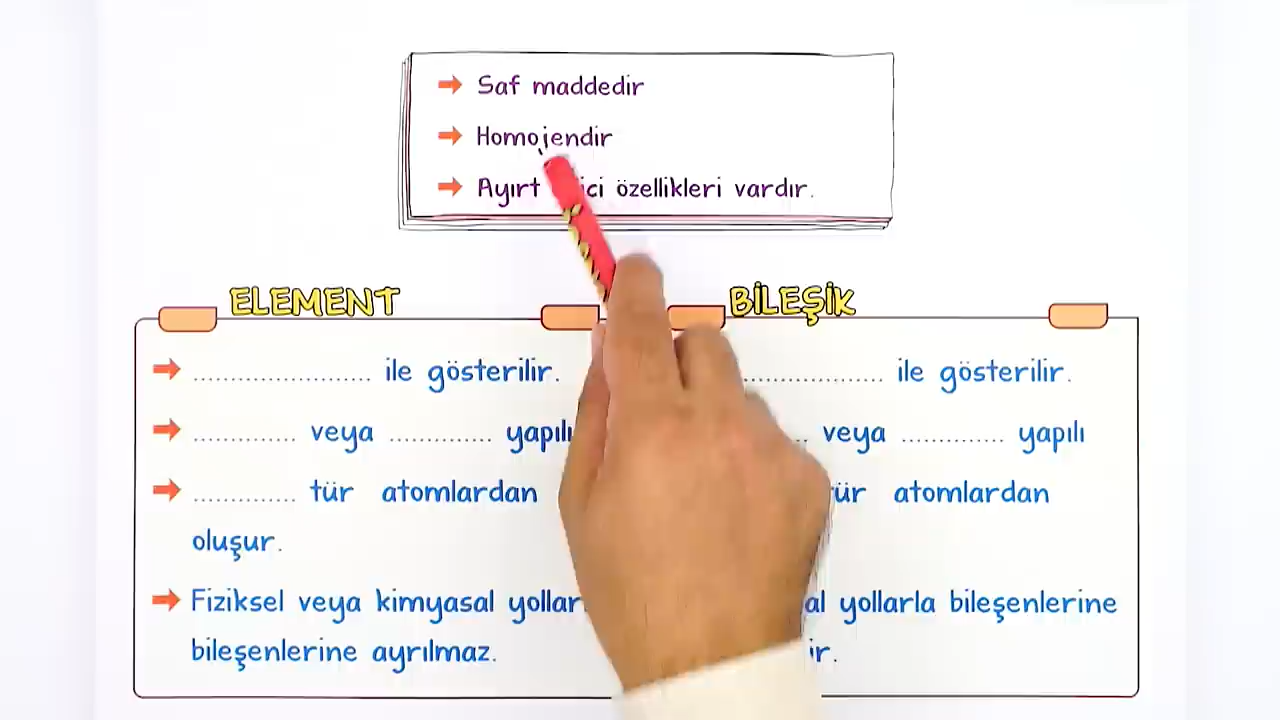 Saf maddedir
Homojendir
Ayırt özellikleri vardır.
ELEMENT
BİLEŞİK
........................ ile gösterilir.
.............. veya .............. yapılı
.............. tür atomlardan
oluşur.
Fiziksel veya kimyasal
bileşenlerine ayrılmaz.
................... ile gösterilir.
veya .............. yapılı
tür atomlardan
yollarla bileşenlerine